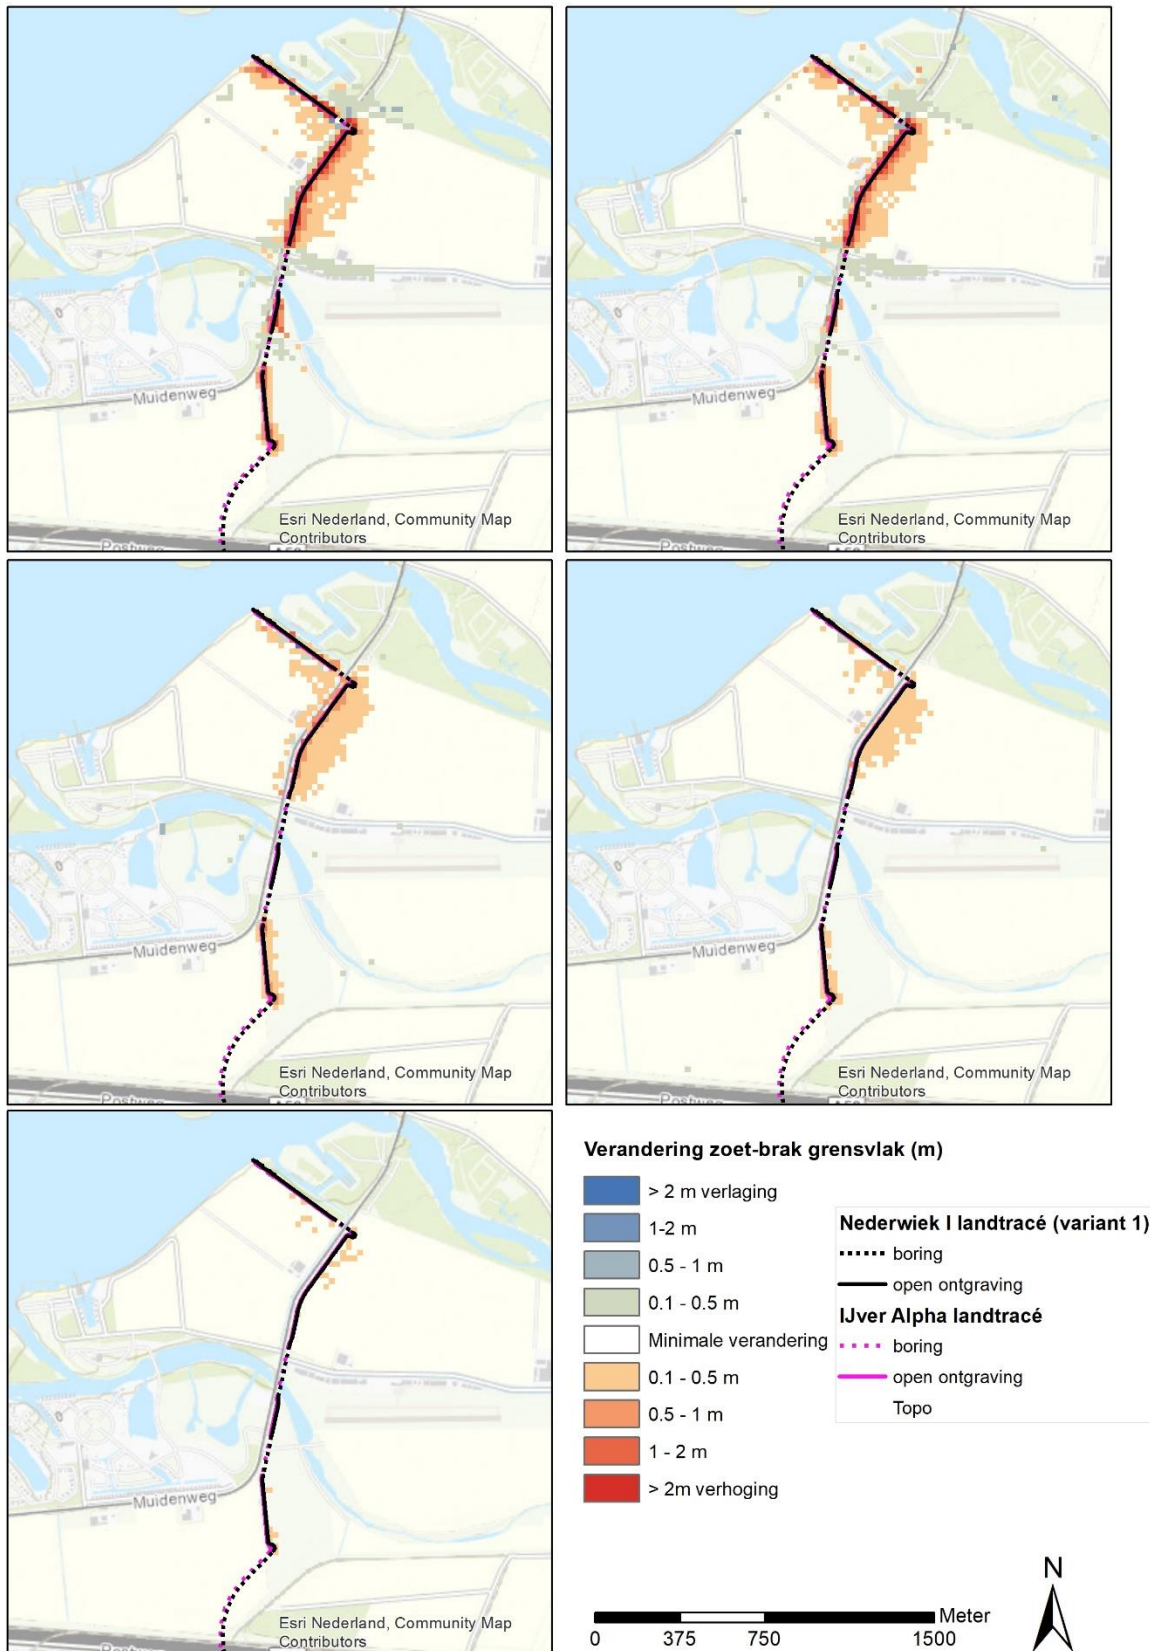 Muidenweg
Esri Nederland, Community Map
Contributors
Postweg
Muidenweg
Esri Nederland, Community Map
Contributors
Postweg
Muidenweg
Esri Nederland, Community Map
Contributors
Postweg
Muidenweg
Esri Nederland, Community Map
Contributors
Postweg
Muidenweg
Esri Nederland, Community Map
Contributors
Verandering zoet-brak grensvlak (m)
> 2 m verlaging
1-2 m
0.5 - 1 m
0.1 - 0.5 m
Minimale verandering
0.1 - 0.5 m
0.5 - 1 m
1 - 2 m
> 2m verhoging
Nederwiek I landtracé (variant 1)
boring
open ontgraving
IJver Alpha landtracé
boring
open ontgraving
Topo
N
Meter
0 375 750 1500